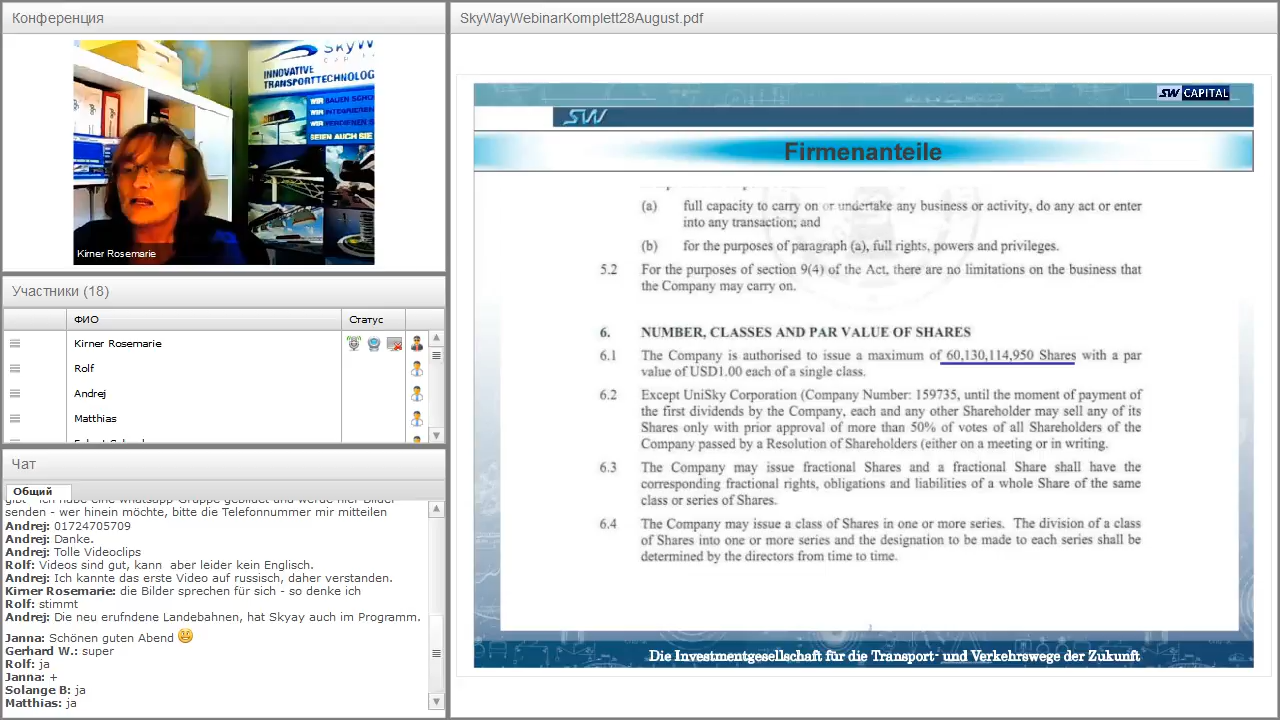 Конференция
SkyWayWebinarKomplett28August.pdf
INNOVATIVE
TRANSPORTTECHNOLOG
WIR BAUEN SCHO
WIR INTEGRIEREN
SEIEN AUCH SIE
Kirner Rosemarie
Участники (18)
ФИО
Статус
Kirner Rosemarie
Rolf
Andrej
Matthias
Чат
Общий
senden - wer hinein möchte, bitte die Telefonnummer mir mitteilen
Andrej: 01724705709
Andrej: Danke.
Andrej: Tolle Videoclips
Rolf: Videos sind gut, kann aber leider kein Englisch.
Andrej: Ich kannte das erste Video auf russisch, daher verstanden.
Kirner Rosemarie: die Bilder sprechen für sich - so denke ich
Rolf: stimmt
Andrej: Die neu erufndene Landebahnen, hat Skyay auch im Programm.
Janna: Schönen guten Abend
Gerhard W.: super
Rolf: ja
Janna: +
Solange B: ja
Matthias: ja
SW CAPITAL
SW
Firmenanteile
(a) full capacity to carry on or undertake any business or activity, do any act or enter
into any transaction; and
(b) for the purposes of paragraph (a), full rights, powers and privileges.
5.2 For the purposes of section 9(4) of the Act, there are no limitations on the business that
the Company may carry on.
6. NUMBER, CLASSES AND PAR VALUE OF SHARES
6.1 The Company is authorised to issue a maximum of 60,130,114,950 Shares with a par
value of USD1.00 each of a single class.
6.2 Except UniSky Corporation (Company Number: 159735, until the moment of payment of
the first dividends by the Company, each and any other Shareholder may sell any of its
Shares only with prior approval of more than 50% of votes of all Shareholders of the
Company passed by a Resolution of Shareholders (either on a meeting or in writing.
6.3 The Company may issue fractional Shares and a fractional Share shall have the
corresponding fractional rights, obligations and liabilities of a whole Share of the same
class or series of Shares.
6.4 The Company may issue a class of Shares in one or more series. The division of a class
of Shares into one or more series and the designation to be made to each series shall be
determined by the directors from time to time.
Die Investmentgesellschaft für die Transport- und Verkehrswege der Zukunft